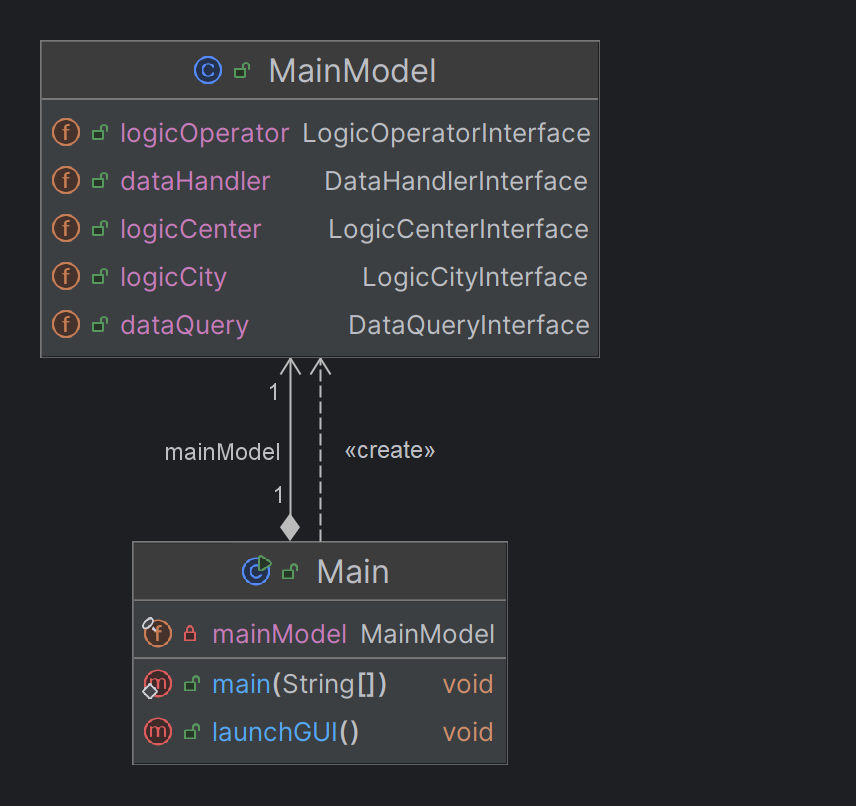 MainModel
logicOperator LogicOperatorInterface
dataHandler DataHandlerInterface
logicCenter LogicCenterInterface
logicCity LogicCityInterface
dataQuery DataQueryInterface
1
mainModel «create»
1
Main
mainModel MainModel
main(String[]) void
launchGUI() void